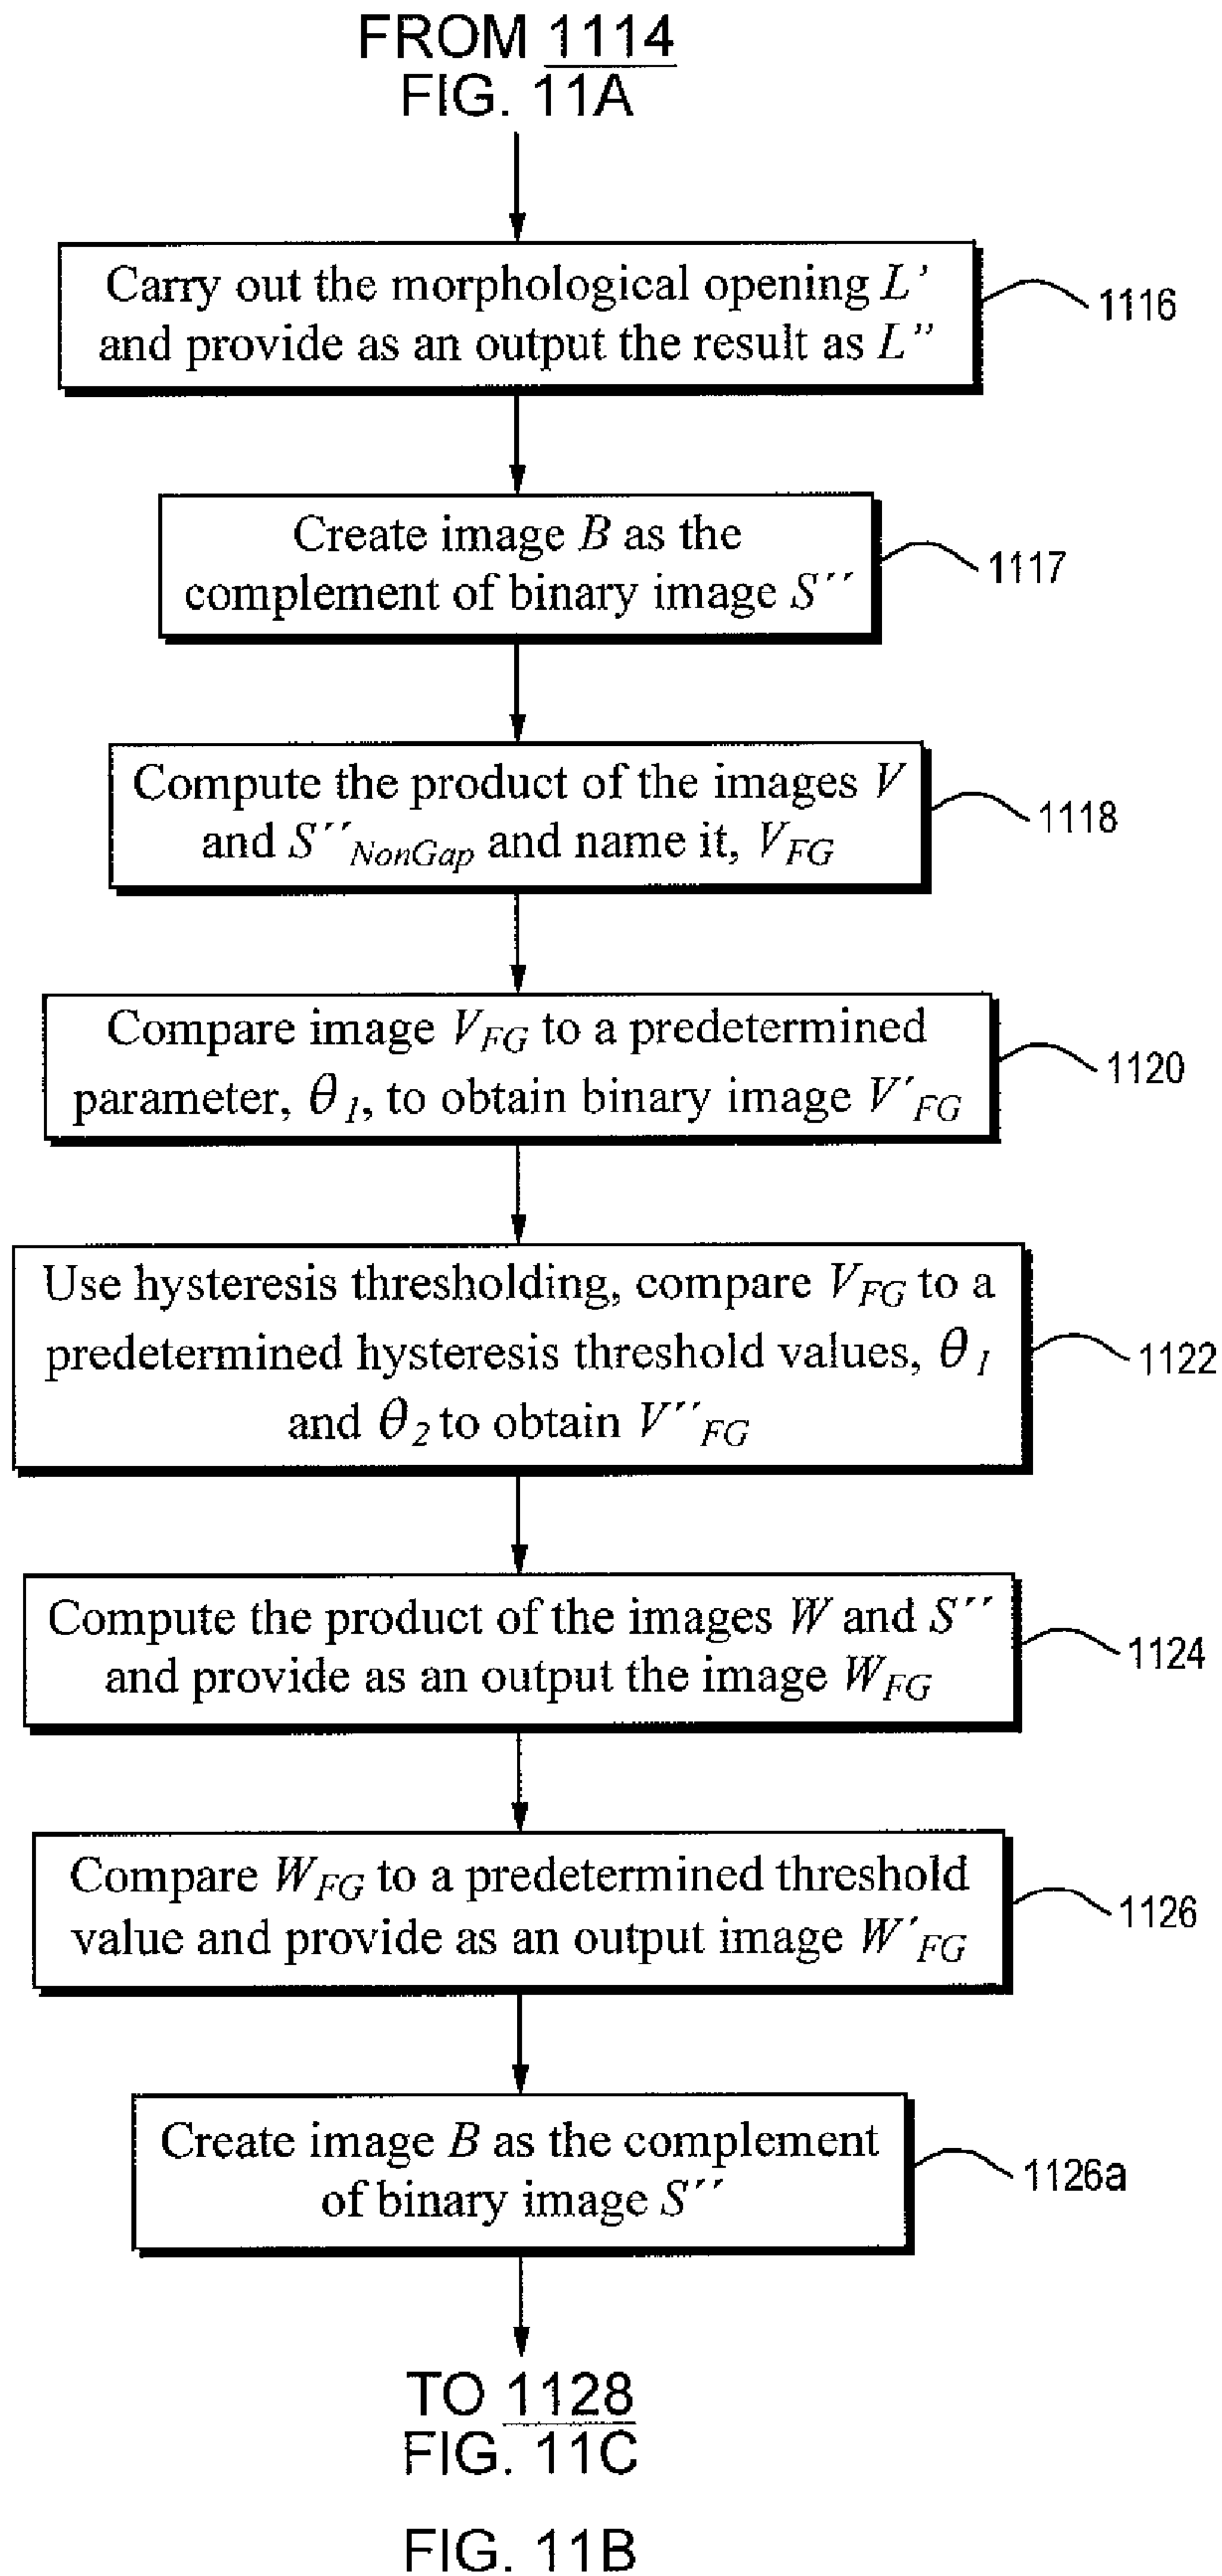 FROM 1114
FIG. 11A
Carry out the morphological opening L’
and provide as an output the result as L”
1116
Create image B as the
complement of binary image S´´
1117
Compute the product of the images V
and S´´NonGap and name it, VFG
1118
Compare image VFG to a predetermined
parameter, θ1, to obtain binary image V´FG
1120
Use hysteresis thresholding, compare VFG to a
predetermined hysteresis threshold values, θ1
and θ2 to obtain V´´FG
1122
Compute the product of the images W and S´´
and provide as an output the image WFG
1124
Compare WFG to a predetermined threshold
value and provide as an output image W´FG
1126
Create image B as the complement
of binary image S´´
1126a
TO 1128
FIG. 11C
FIG. 11B